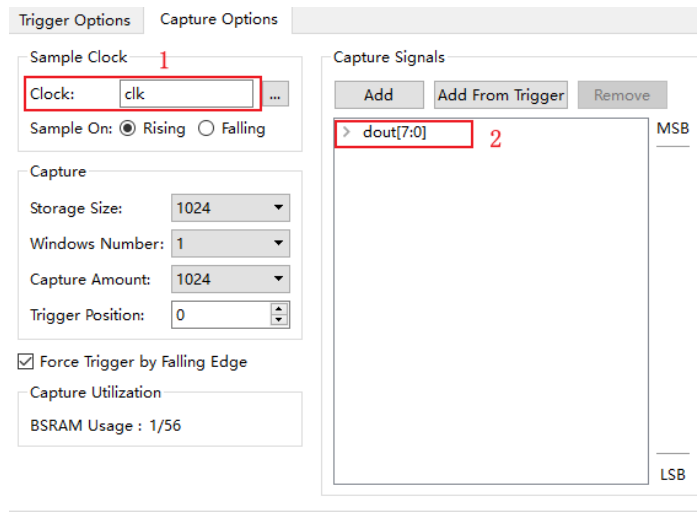 Trigger Options Capture Options
Sample Clock 1
Clock: clk ...
Sample On: Rising Falling
Capture
Storage Size: 1024
Windows Number: 1
Capture Amount: 1024
Trigger Position: 0
Force Trigger by Falling Edge
Capture Utilization
BSRAM Usage : 1/56
Capture Signals
Add Add From Trigger Remove
> dout[7:0] 2
MSB
LSB